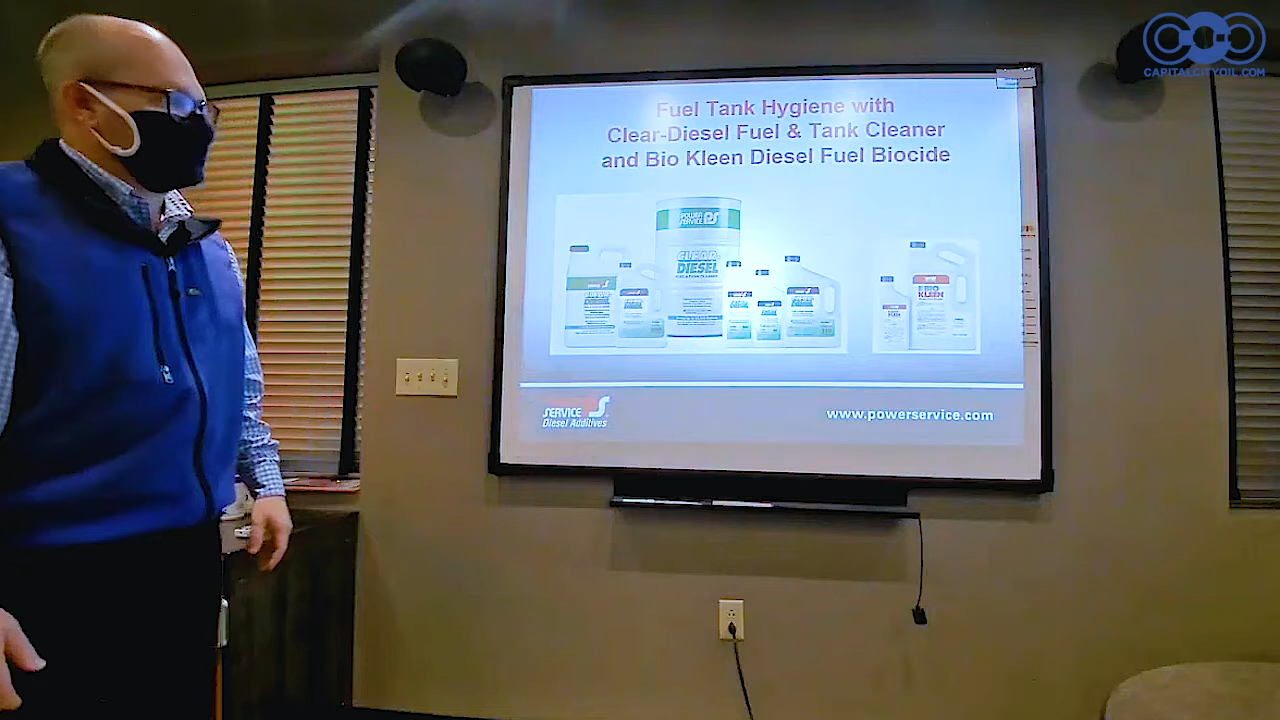 CAPITALCITYOIL.COM
Fuel Tank Hygiene with
Clear-Diesel Fuel & Tank Cleaner
and Bio Kleen Diesel Fuel Biocide
POWER
SERVICE PS
CLEAR
DIESEL
BIO
KLEEN
SERVICE S
Diesel Additives
www.powerservice.com